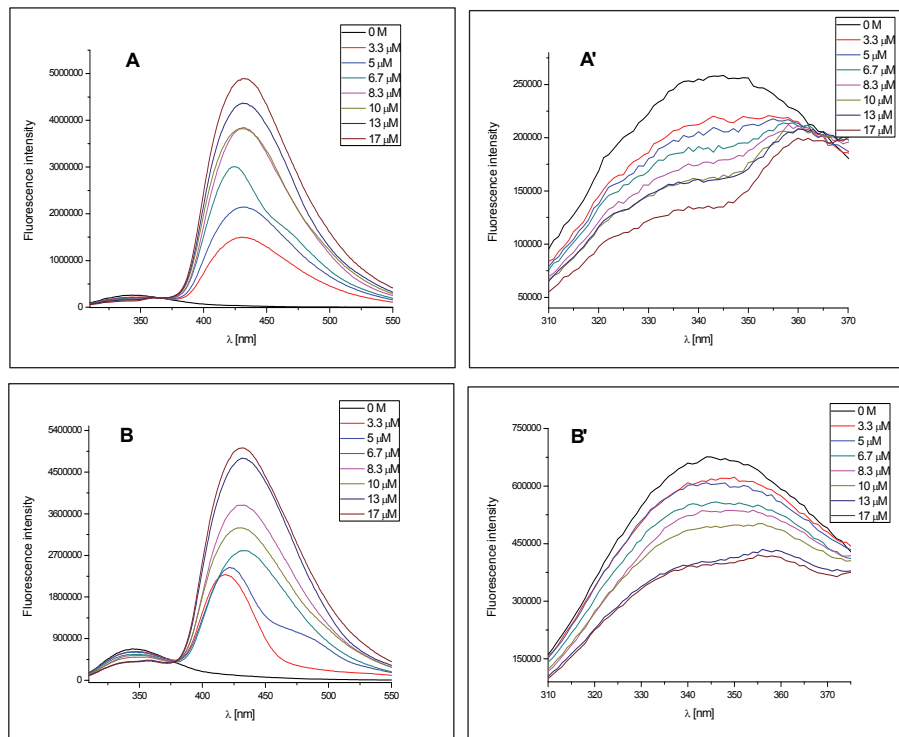 A
0 M
3.3 µM
5 µM
6.7 µM
8.3 µM
10 µM
13 µM
17 µM
5000000
4000000
3000000
2000000
1000000
0
350
400
450
500
550
Fluorescence intensity
λ [nm]
A'
0 M
3.3 µM
5 µM
6.7 µM
8.3 µM
10 µM
13 µM
17 µM
250000
200000
150000
100000
50000
310
320
330
340
350
360
370
Fluorescence intensity
λ [nm]
B
0 M
3.3 µM
5 µM
6.7 µM
8.3 µM
10 µM
13 µM
17 µM
5400000
4500000
3600000
2700000
1800000
900000
0
350
400
450
500
550
Fluorescence intensity
λ [nm]
B'
0 M
3.3 µM
5 µM
6.7 µM
8.3 µM
10 µM
13 µM
17 µM
750000
600000
450000
300000
150000
310
320
330
340
350
360
370
Fluorescence intensity
λ [nm]